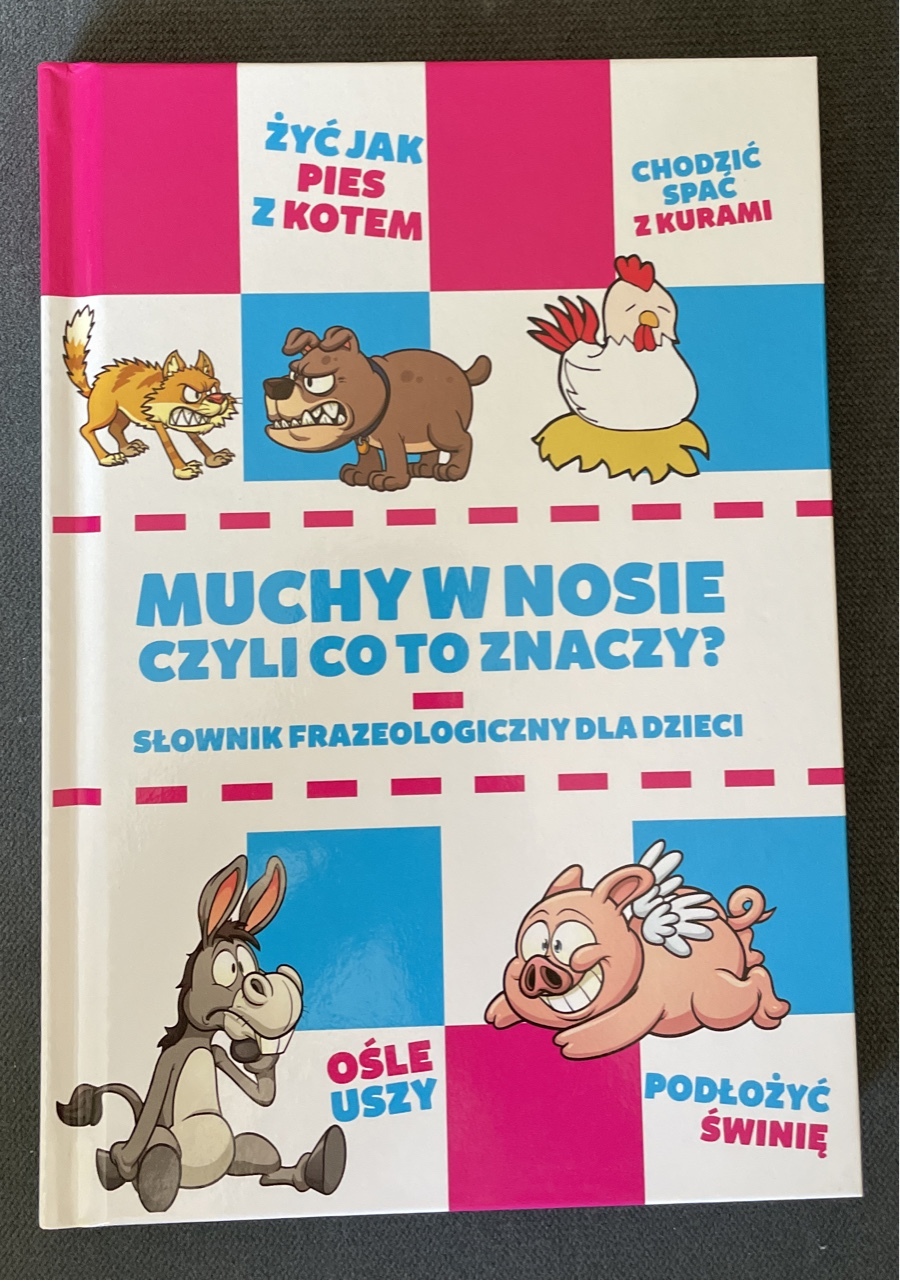 ŻYĆ JAK
PIES
Z KOTEM
CHODZIĆ
SPAĆ
Z KURAMI
MUCHY W NOSIE
CZYLI CO TO ZNACZY?
SŁOWNIK FRAZEOLOGICZNY DLA DZIECI
OŚLE
USZY
PODŁOŻYĆ
ŚWINIĘ